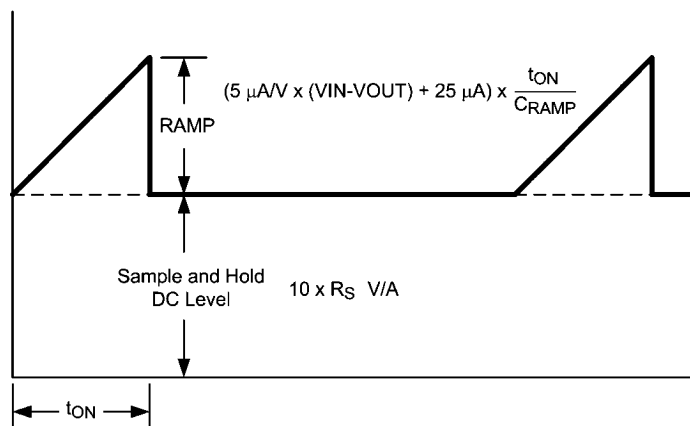 (5 μA/V x (VIN-VOUT) + 25 μA) x tON/CRAMP
RAMP
Sample and Hold
DC Level
10 x RS V/A
tON